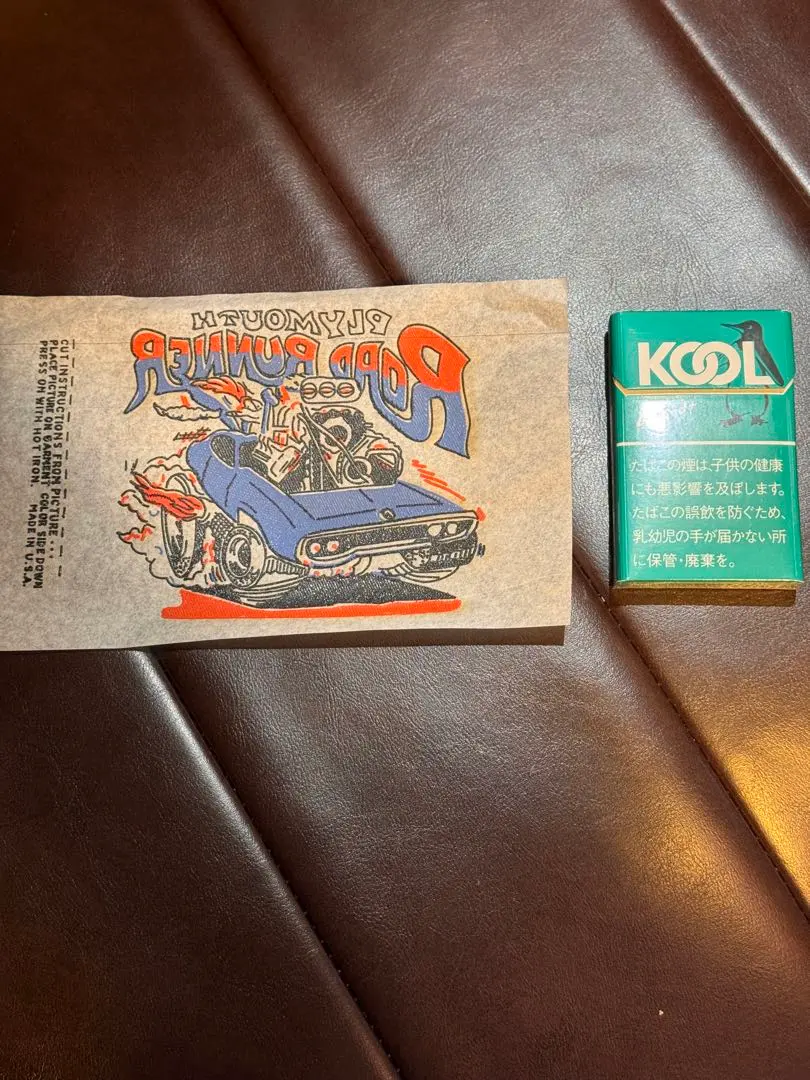 PLYMOUTH
ROAD RUNNER
CUT INSTRUCTIONS FROM PICTURE...
PLACE PICTURE ON GARMENT COLOR SIDE DOWN
PRESS ON WITH HOT IRON MADE IN U.S.A.
KOOL
たばこの煙は、子供の健康
にも悪影響を及ぼします。
たばこの誤飲を防ぐため、
乳幼児の手が届かない所
に保管・廃棄を。